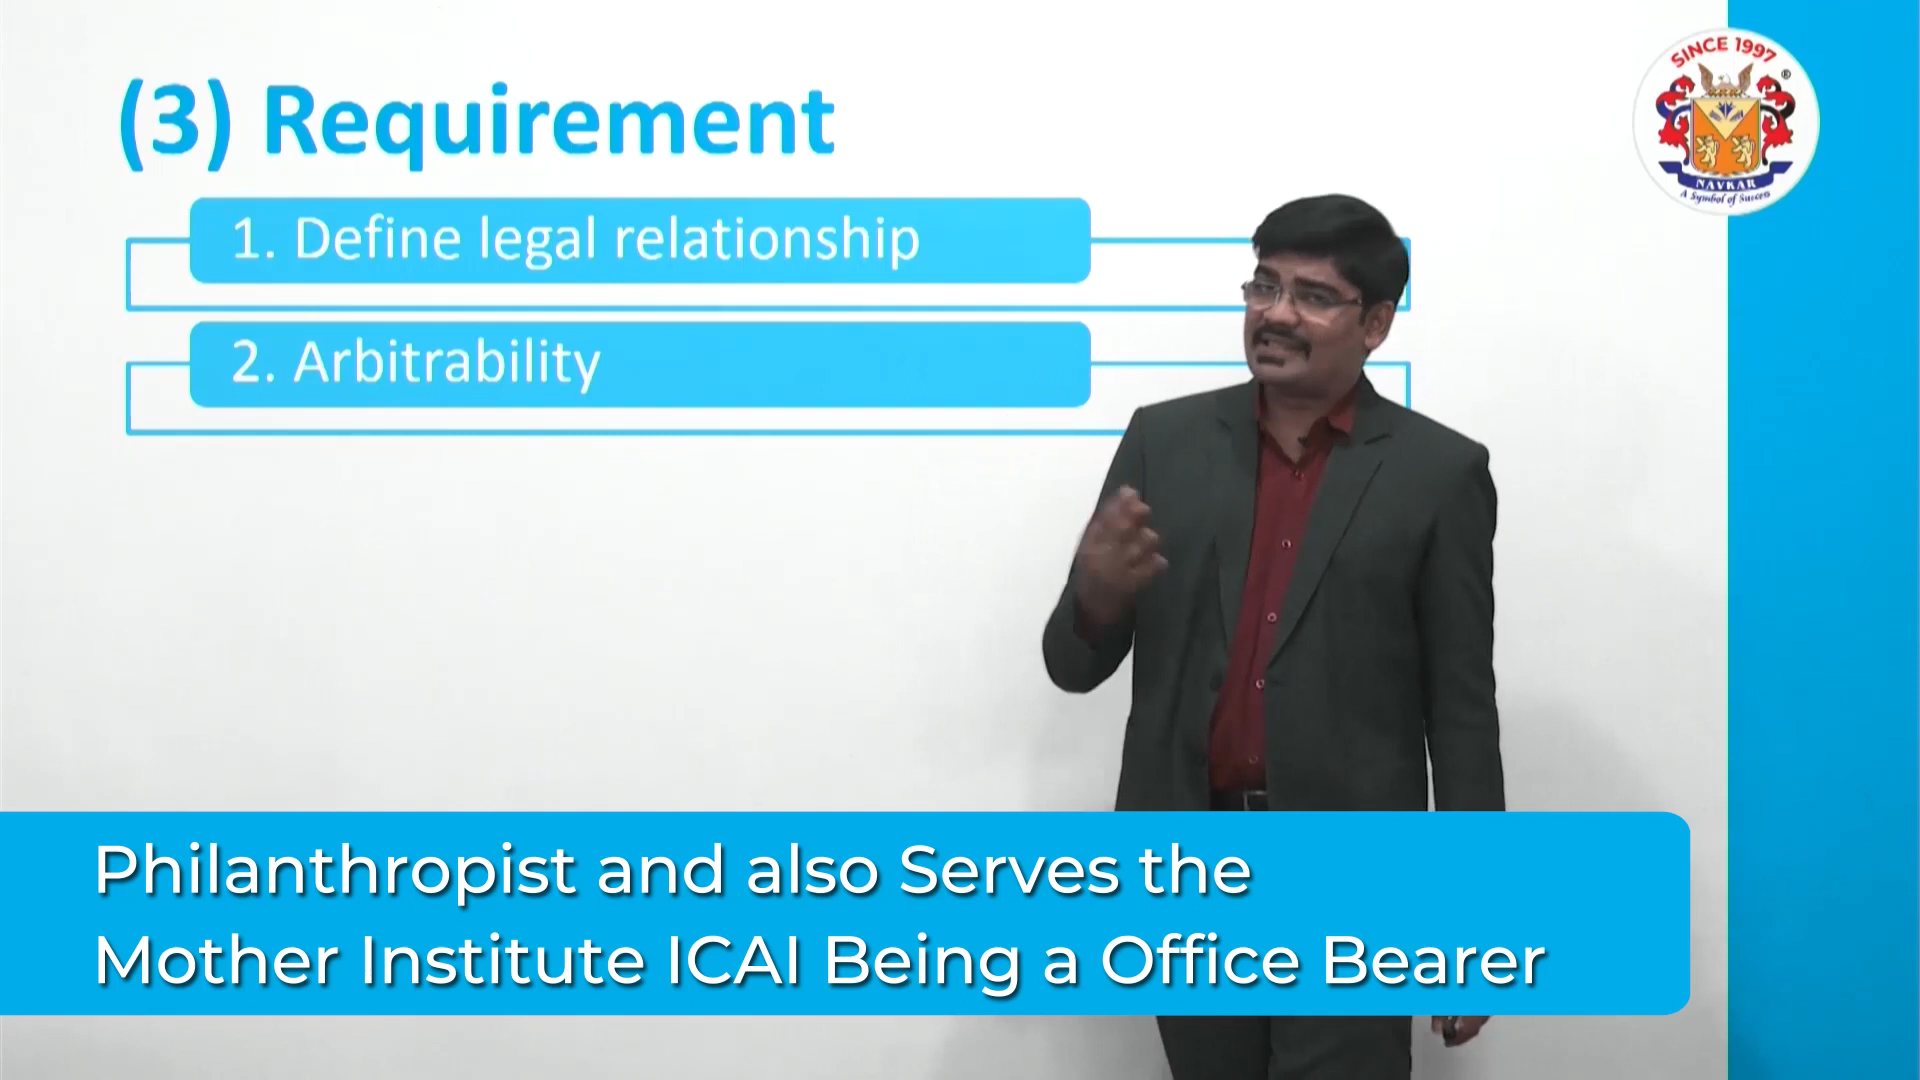 (3) Requirement
SINCE 1997
®
NAVKAR
A Symbol of Success
1. Define legal relationship
2. Arbitrability
Philanthropist and also Serves the
Mother Institute ICAI Being a Office Bearer